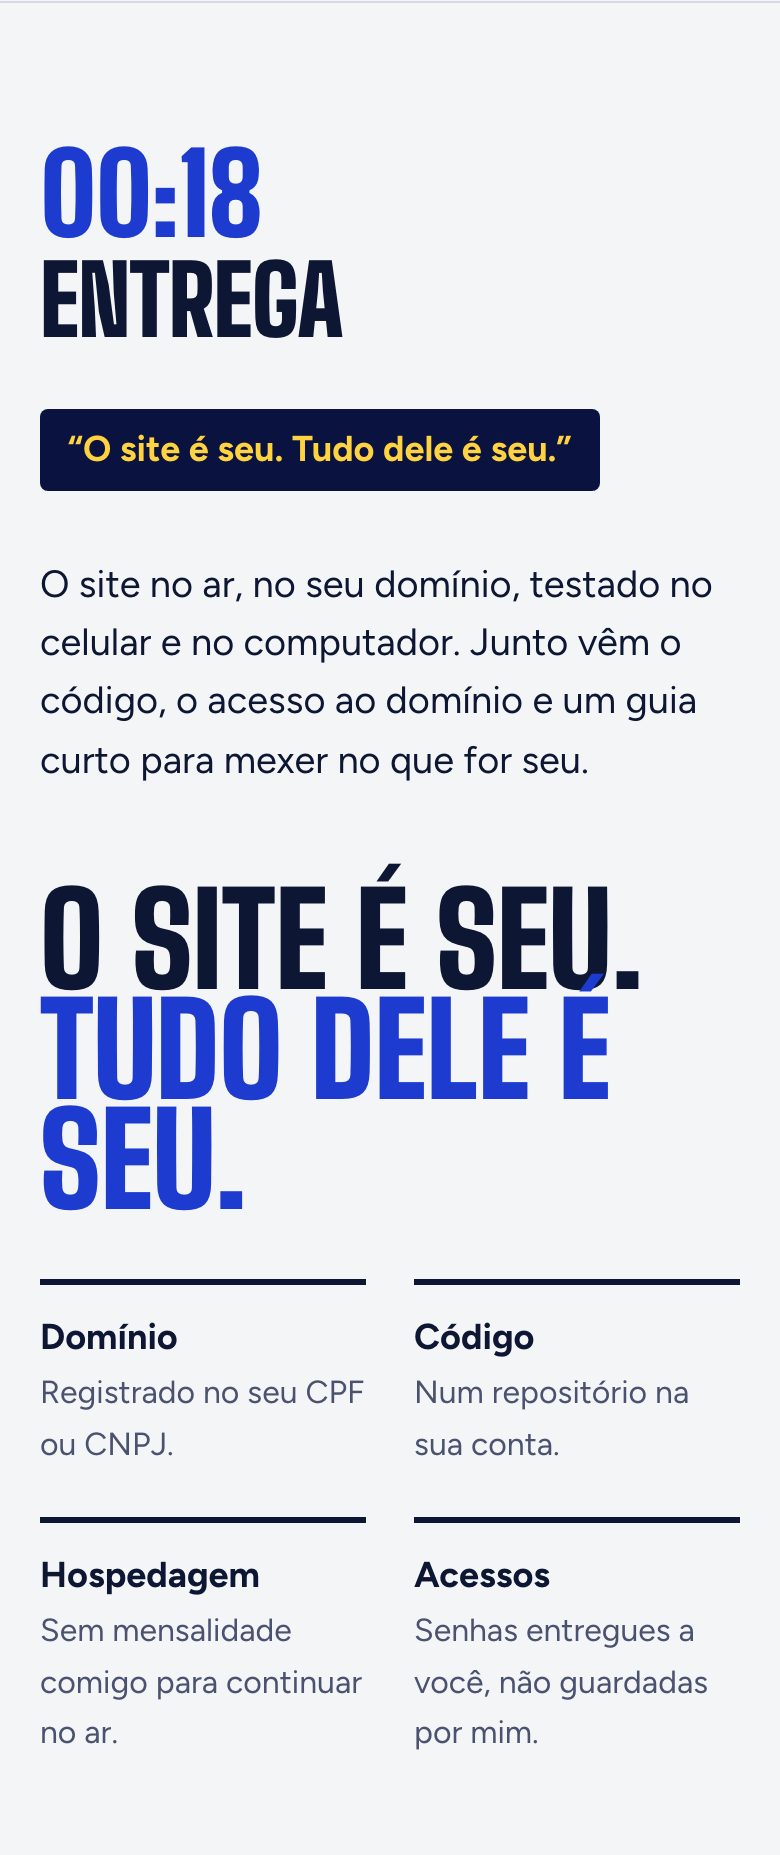 00:18
ENTREGA
“O site é seu. Tudo dele é seu.”
O site no ar, no seu domínio, testado no
celular e no computador. Junto vêm o
código, o acesso ao domínio e um guia
curto para mexer no que for seu.
O SITE É SEU.
TUDO DELE É
SEU.
Domínio
Registrado no seu CPF
ou CNPJ.
Código
Num repositório na
sua conta.
Hospedagem
Sem mensalidade
comigo para continuar
no ar.
Acessos
Senhas entregues a
você, não guardadas
por mim.